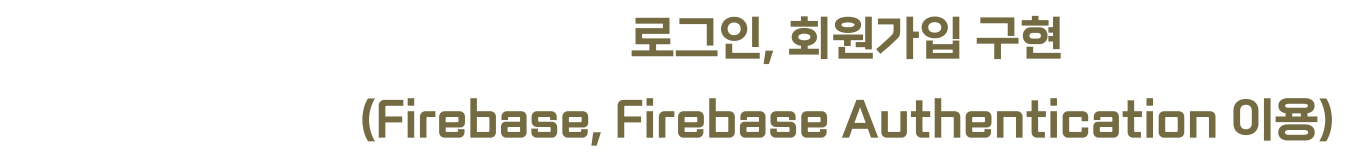 로그인, 회원가입 구현
(Firebase, Firebase Authentication 이용)